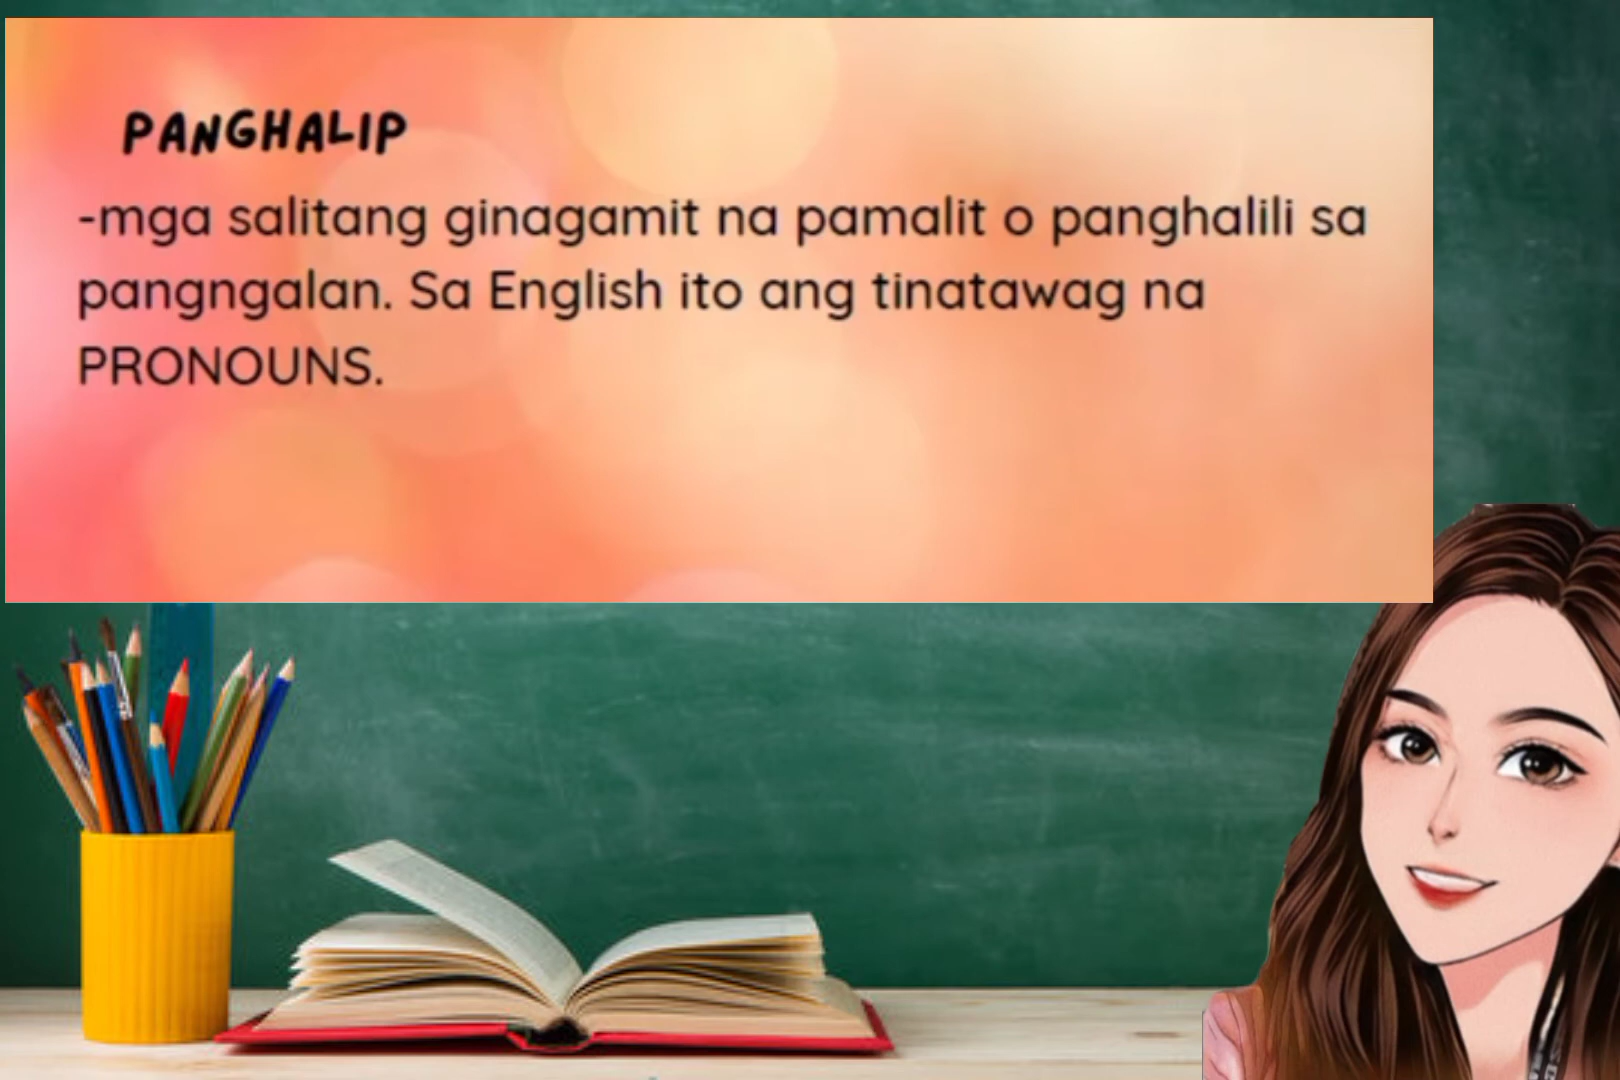 PANGHALIP
-mga salitang ginagamit na pamalit o panghalili sa
pangngalan. Sa English ito ang tinatawag na
PRONOUNS.